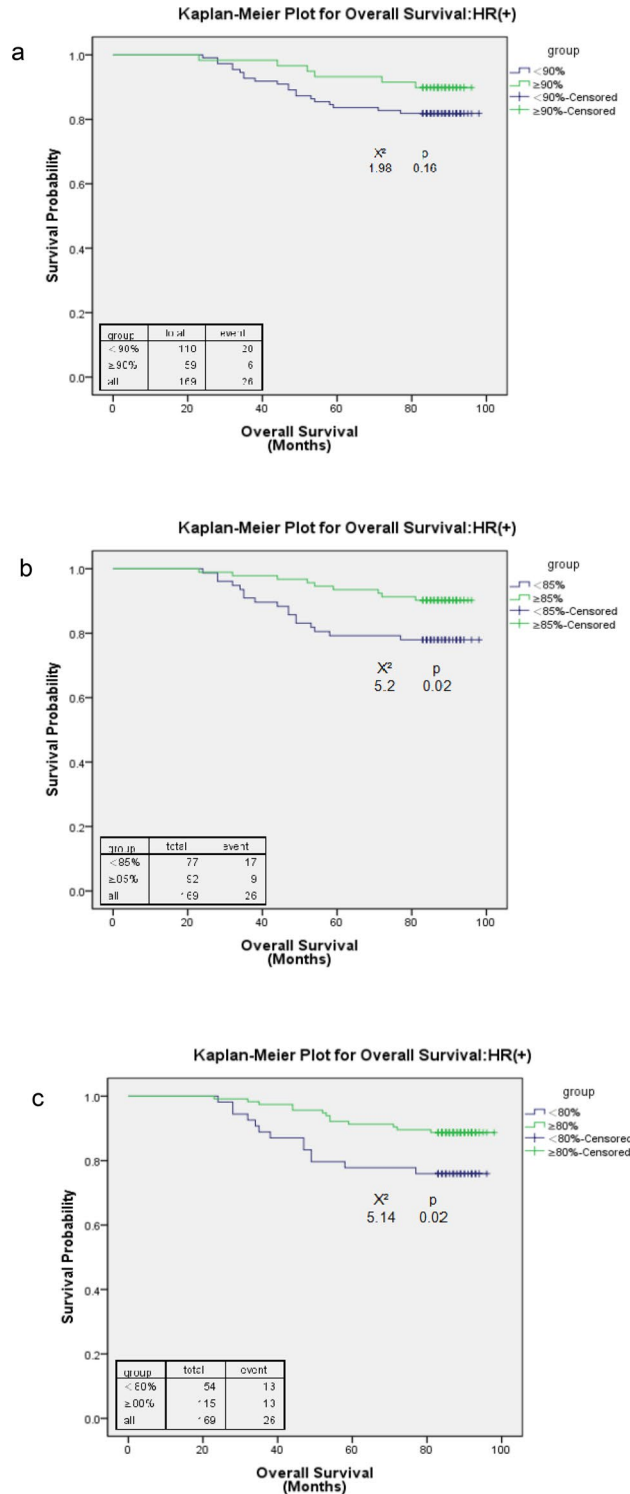 a
Kaplan-Meier Plot for Overall Survival:HR(+)
group
<90%
≥90%
<90%-Censored
≥90%-Censored
Survival Probability
1.0
0.8
0.6
0.4
0.2
0.0
X² p
1.98 0.16
group total event
<90% 110 20
≥90% 59 6
all 169 26
0 20 40 60 80 100
Overall Survival
(Months)
b
Kaplan-Meier Plot for Overall Survival:HR(+)
group
<85%
≥85%
<85%-Censored
≥85%-Censored
Survival Probability
1.0
0.8
0.6
0.4
0.2
0.0
X² p
5.2 0.02
group total event
<85% 77 17
≥85% 92 9
all 169 26
0 20 40 60 80 100
Overall Survival
(Months)
c
Kaplan-Meier Plot for Overall Survival:HR(+)
group
<80%
≥80%
<80%-Censored
≥80%-Censored
Survival Probability
1.0
0.8
0.6
0.4
0.2
0.0
X² p
5.14 0.02
group total event
<80% 54 13
≥80% 115 13
all 169 26
0 20 40 60 80 100
Overall Survival
(Months)